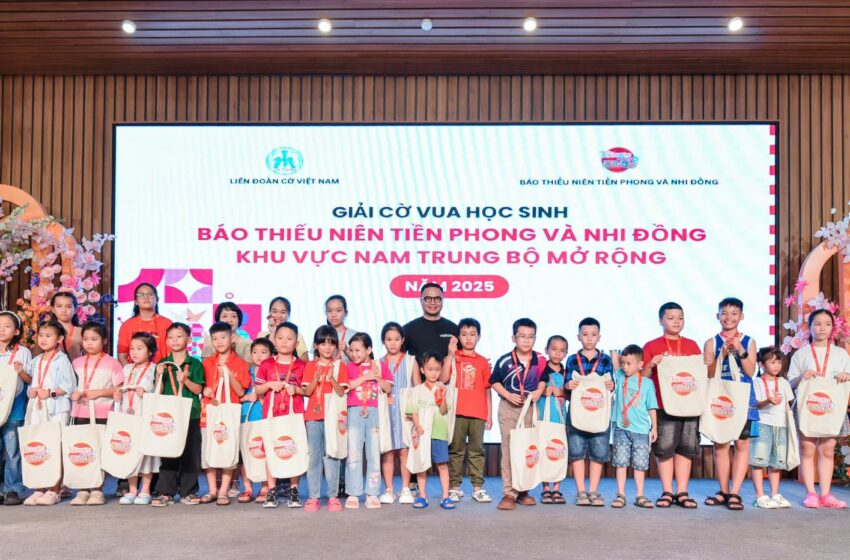 LIÊN ĐOÀN CỜ VIỆT NAM
BÁO THIẾU NIÊN TIỀN PHONG VÀ NHI ĐỒNG
GIẢI CỜ VUA HỌC SINH
BÁO THIẾU NIÊN TIỀN PHONG VÀ NHI ĐỒNG
KHU VỰC NAM TRUNG BỘ MỞ RỘNG
NĂM 2025